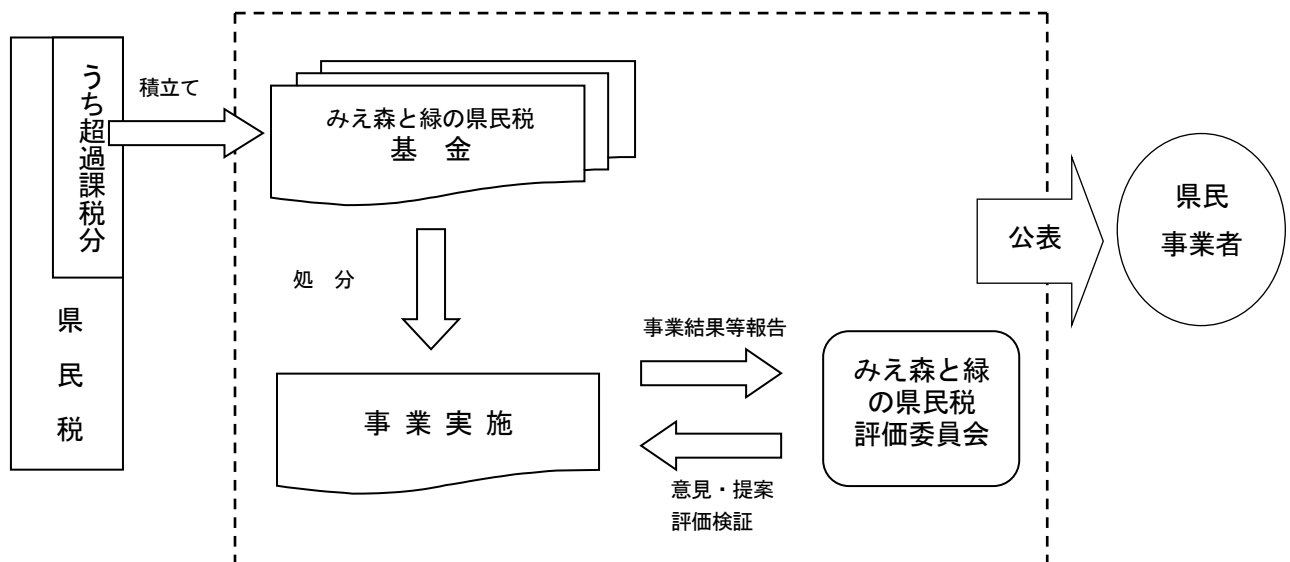 うち超過課税分
県民税
積立て
みえ森と緑の県民税
基 金
処 分
事 業 実 施
事業結果等報告
意見・提案
評価検証
みえ森と緑
の県民税
評価委員会
公表
県民
事業者